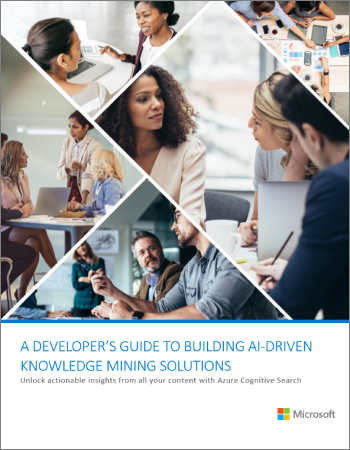 A DEVELOPER'S GUIDE TO BUILDING AI-DRIVEN
KNOWLEDGE MINING SOLUTIONS
Unlock actionable insights from all your content with Azure Cognitive Search
Microsoft